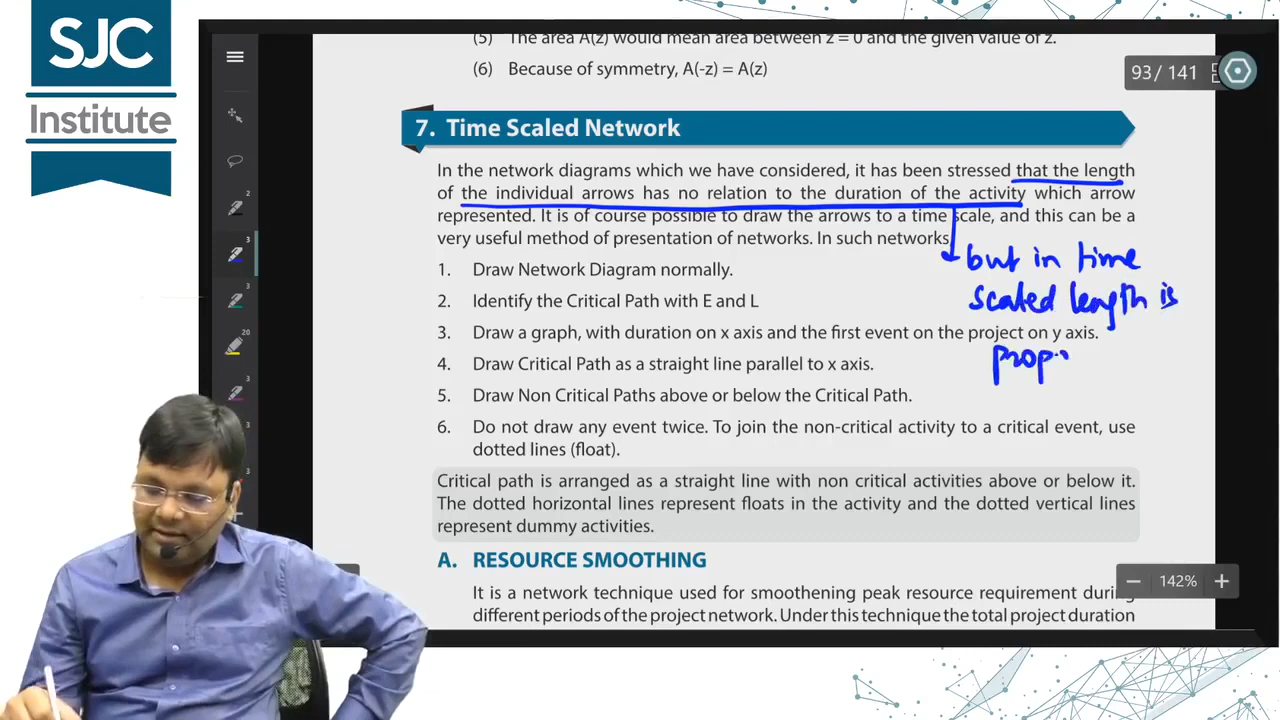 SJC
Institute
(5) The area A(z) would mean area between z = 0 and the given value of z.
(6) Because of symmetry, A(-z) = A(z)
93 / 141
7. Time Scaled Network
In the network diagrams which we have considered, it has been stressed that the length
of the individual arrows has no relation to the duration of the activity which arrow
represented. It is of course possible to draw the arrows to a time scale, and this can be a
very useful method of presentation of networks. In such networks
but in time
scaled length is
prop
1. Draw Network Diagram normally.
2. Identify the Critical Path with E and L
3. Draw a graph, with duration on x axis and the first event on the project on y axis.
4. Draw Critical Path as a straight line parallel to x axis.
5. Draw Non Critical Paths above or below the Critical Path.
6. Do not draw any event twice. To join the non-critical activity to a critical event, use
dotted lines (float).
Critical path is arranged as a straight line with non critical activities above or below it.
The dotted horizontal lines represent floats in the activity and the dotted vertical lines
represent dummy activities.
A. RESOURCE SMOOTHING
It is a network technique used for smoothening peak resource requirement during
different periods of the project network. Under this technique the total project duration
142%
2
3
3
20
3
3
3